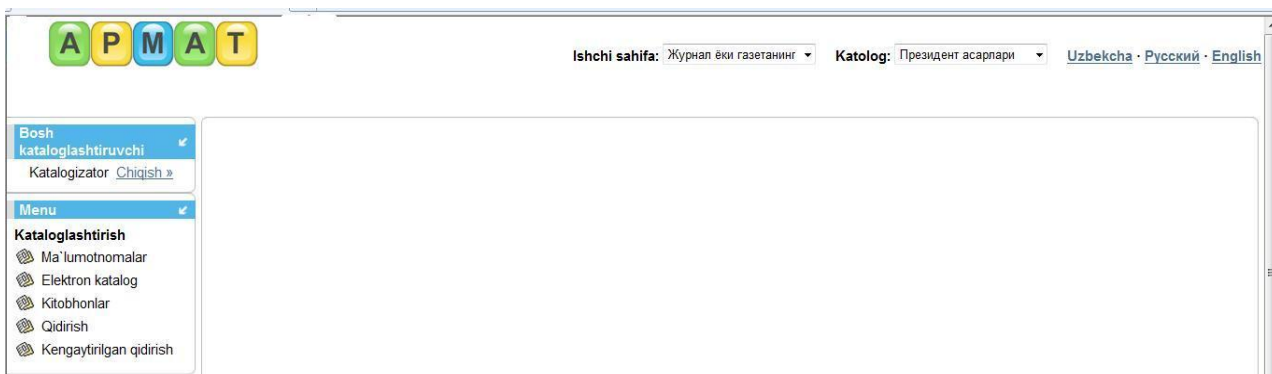 АРМАТ
Ishchi sahifa: Журнал ёки газетанинг Katolog: Президент асарлари Uzbekcha · Русский · English
Bosh
kataloglashtiruvchi
Katalogizator Chiqish »
Menu
Kataloglashtirish
Ma`lumotnomalar
Elektron katalog
Kitobhonlar
Qidirish
Kengaytirilgan qidirish